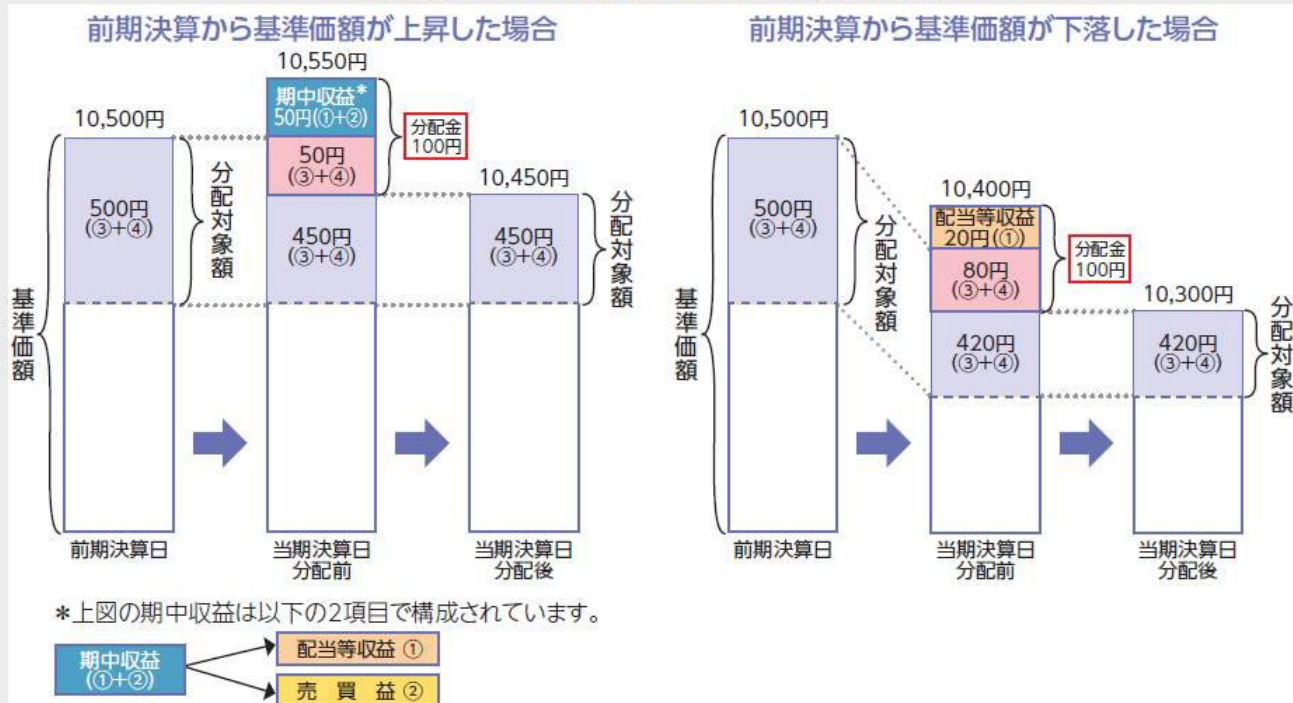 前期決算から基準価額が上昇した場合
10,500円
500円
(③+④)
分配対象額
基準価額
前期決算日
10,550円
期中収益*
50円(①+②)
50円
(③+④)
450円
(③+④)
分配金
100円
当期決算日
分配前
10,450円
450円
(③+④)
分配対象額
当期決算日
分配後
前期決算から基準価額が下落した場合
10,500円
500円
(③+④)
分配対象額
基準価額
前期決算日
10,400円
配当等収益
20円(①)
80円
(③+④)
420円
(③+④)
分配金
100円
当期決算日
分配前
10,300円
420円
(③+④)
分配対象額
当期決算日
分配後
*上図の期中収益は以下の2項目で構成されています。
期中収益
(①+②)
配当等収益 ①
売 買 益 ②